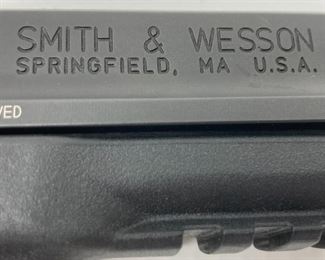 SMITH & WESSON
SPRINGFIELD, MA U.S.A.